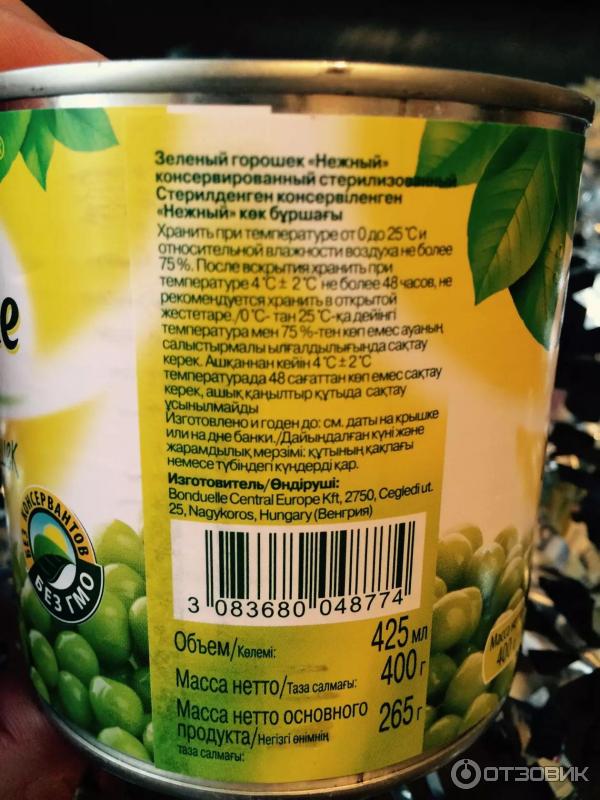 Зеленый горошек «Нежный»
консервированный стерилизованный
Стерилденген консервіленген
«Нежный» көк бұршағы
Хранить при температуре от 0 до 25 °C и
относительной влажности воздуха не более
75 %. После вскрытия хранить при
температуре 4 °C ± 2 °C не более 48 часов, не
рекомендуется хранить в открытой
жестетаре./0°C- тан 25 °C-қа дейінгі
температура мен 75 %-тен көп емес ауаның
салыстырмалы ылғалдылығында сақтау
керек. Ашқаннан кейін 4 °C ± 2 °C
температурада 48 сағаттан көп емес сақтау
керек, ашық қаңылтыр құтыда сақтау
ұсынылмайды
Изготовлено и годен до: см. даты на крышке
или на дне банки./Дайындалған күні және
жарамдылық мерзімі: құтының қақпағы
немесе түбіндегі күндерді қар.
Изготовитель/Өндіруші:
Bonduelle Central Europe Kft, 2750, Cegledi ut.
25, Nagykoros, Hungary (Венгрия)
БЕЗ КОНСЕРВАНТОВ
БЕЗ ГМО
3 083680 048774
Объем/Көлемі: 425 мл
Масса нетто/Таза салмағы: 400 г
Масса нетто основного
продукта/Негізгі өнімнің 265 г
таза салмағы:
Масса
400
ОТЗОВИК